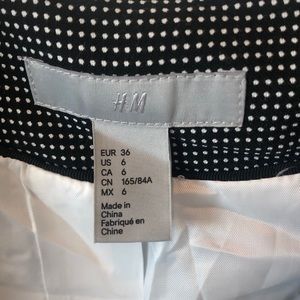 H&M
EUR 36
US 6
CA 6
CN 165/84A
MX 6
Made in
China
Fabriqué en
Chine